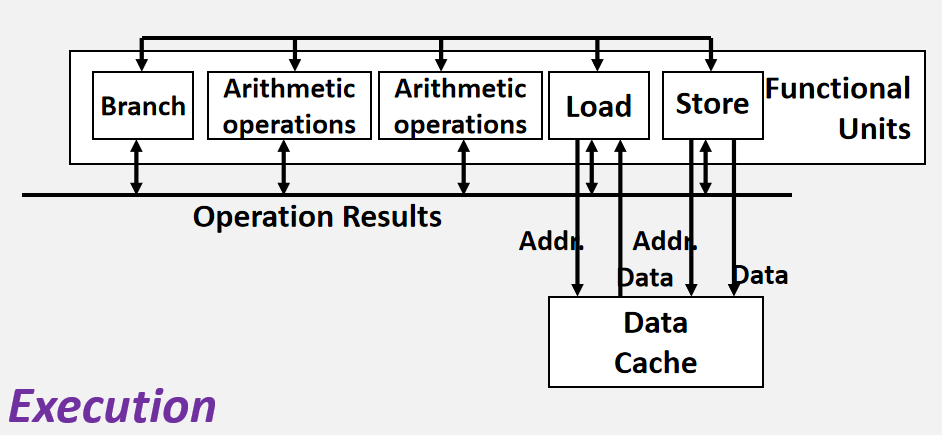 Branch
Arithmetic
operations
Arithmetic
operations
Load
Store
Functional
Units
Operation Results
Addr.
Addr.
Data
Data
Data
Cache
Execution